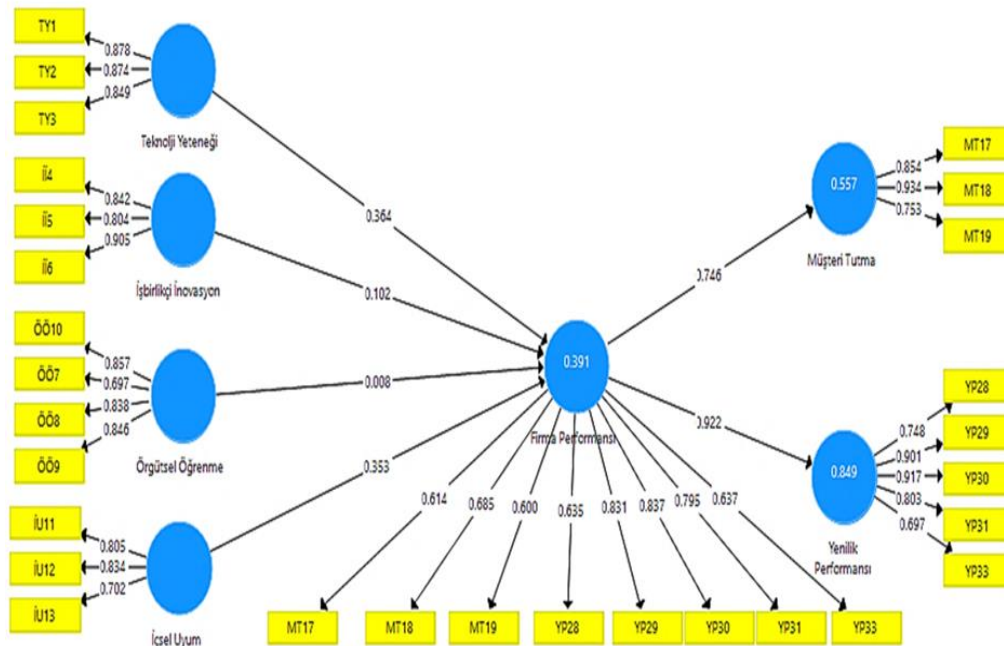 TY1
0.878
TY2
0.874
TY3
0.849
Teknolji Yeteneği
0.364
İİ4
0.842
İİ5
0.804
İİ6
0.905
İşbirlikçi İnovasyon
0.102
ÖÖ10
0.857
ÖÖ7
0.697
ÖÖ8
0.838
ÖÖ9
0.846
Örgütsel Öğrenme
0.008
İU11
0.805
İU12
0.834
İU13
0.702
İçsel Uyum
0.353
0.391
Firma Performansı
0.614
0.685
0.600
0.635
0.831
0.837
0.795
0.637
MT17
MT18
MT19
YP28
YP29
YP30
YP31
YP33
0.746
0.557
Müşteri Tutma
MT17
0.854
MT18
0.934
MT19
0.753
0.922
0.849
Yenilik
Performansı
YP28
0.748
YP29
0.901
YP30
0.917
YP31
0.803
YP33
0.697